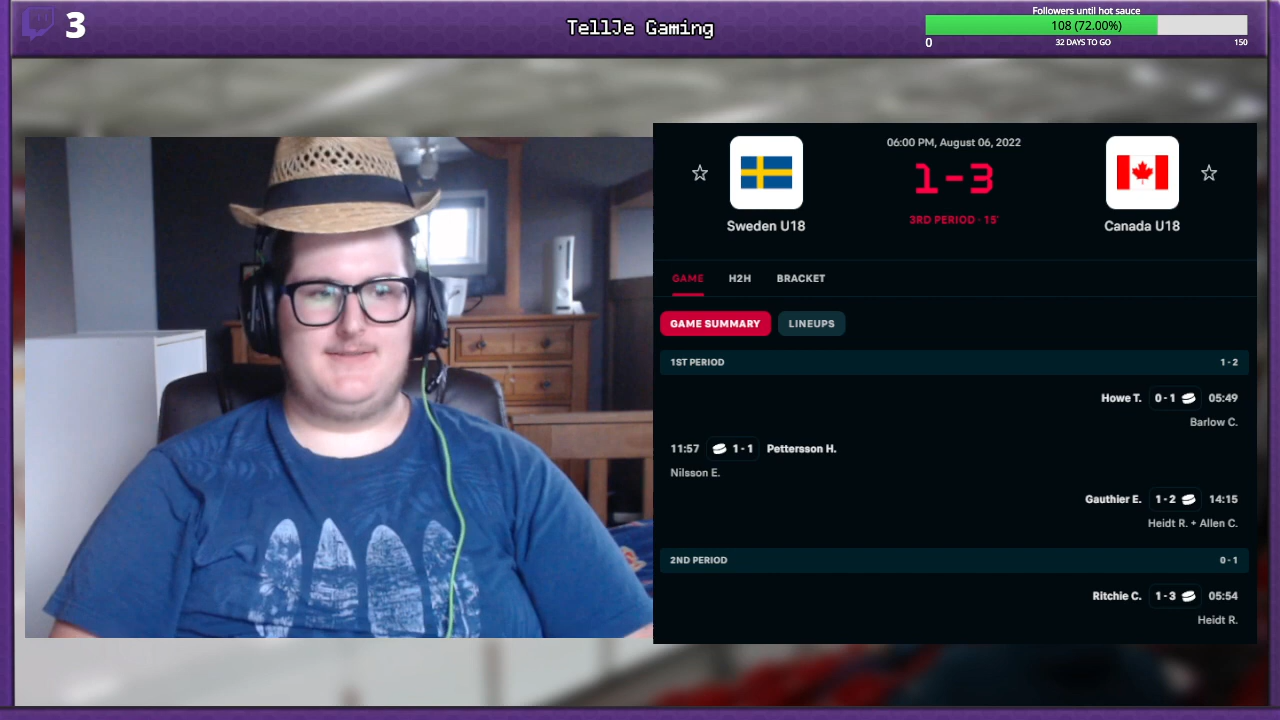 3
TellJe Gaming
Followers until hot sauce
108 (72.00%)
0
32 DAYS TO GO
150
06:00 PM, August 06, 2022
1-3
3RD PERIOD · 15'
Sweden U18
Canada U18
GAME
H2H
BRACKET
GAME SUMMARY
LINEUPS
1ST PERIOD
1 - 2
Howe T. 0 - 1 05:49
Barlow C.
11:57 1 - 1 Pettersson H.
Nilsson E.
Gauthier E. 1 - 2 14:15
Heidt R. + Allen C.
2ND PERIOD
0 - 1
Ritchie C. 1 - 3 05:54
Heidt R.